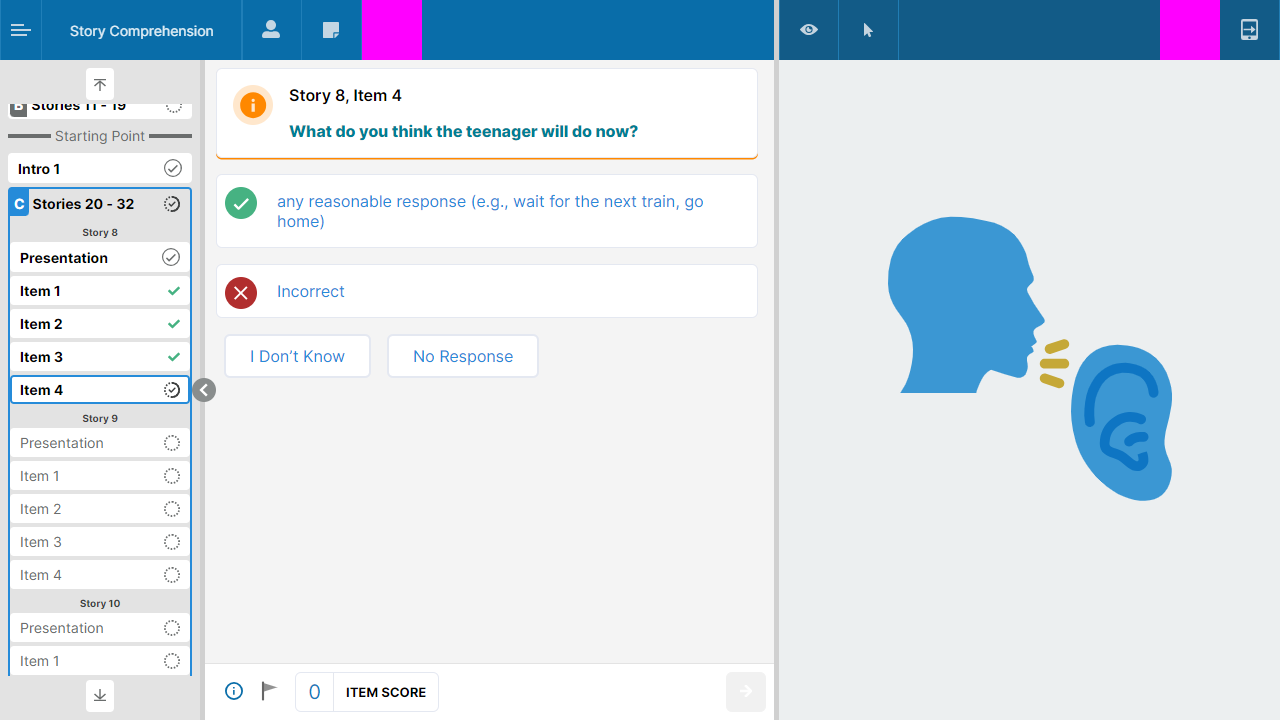 Story Comprehension
B Stories 11 - 19
Starting Point
Intro 1
C Stories 20 - 32
Story 8
Presentation
Item 1
Item 2
Item 3
Item 4
Story 9
Presentation
Item 1
Item 2
Item 3
Item 4
Story 10
Presentation
Item 1
Story 8, Item 4
What do you think the teenager will do now?
any reasonable response (e.g., wait for the next train, go
home)
Incorrect
I Don’t Know
No Response
0 ITEM SCORE